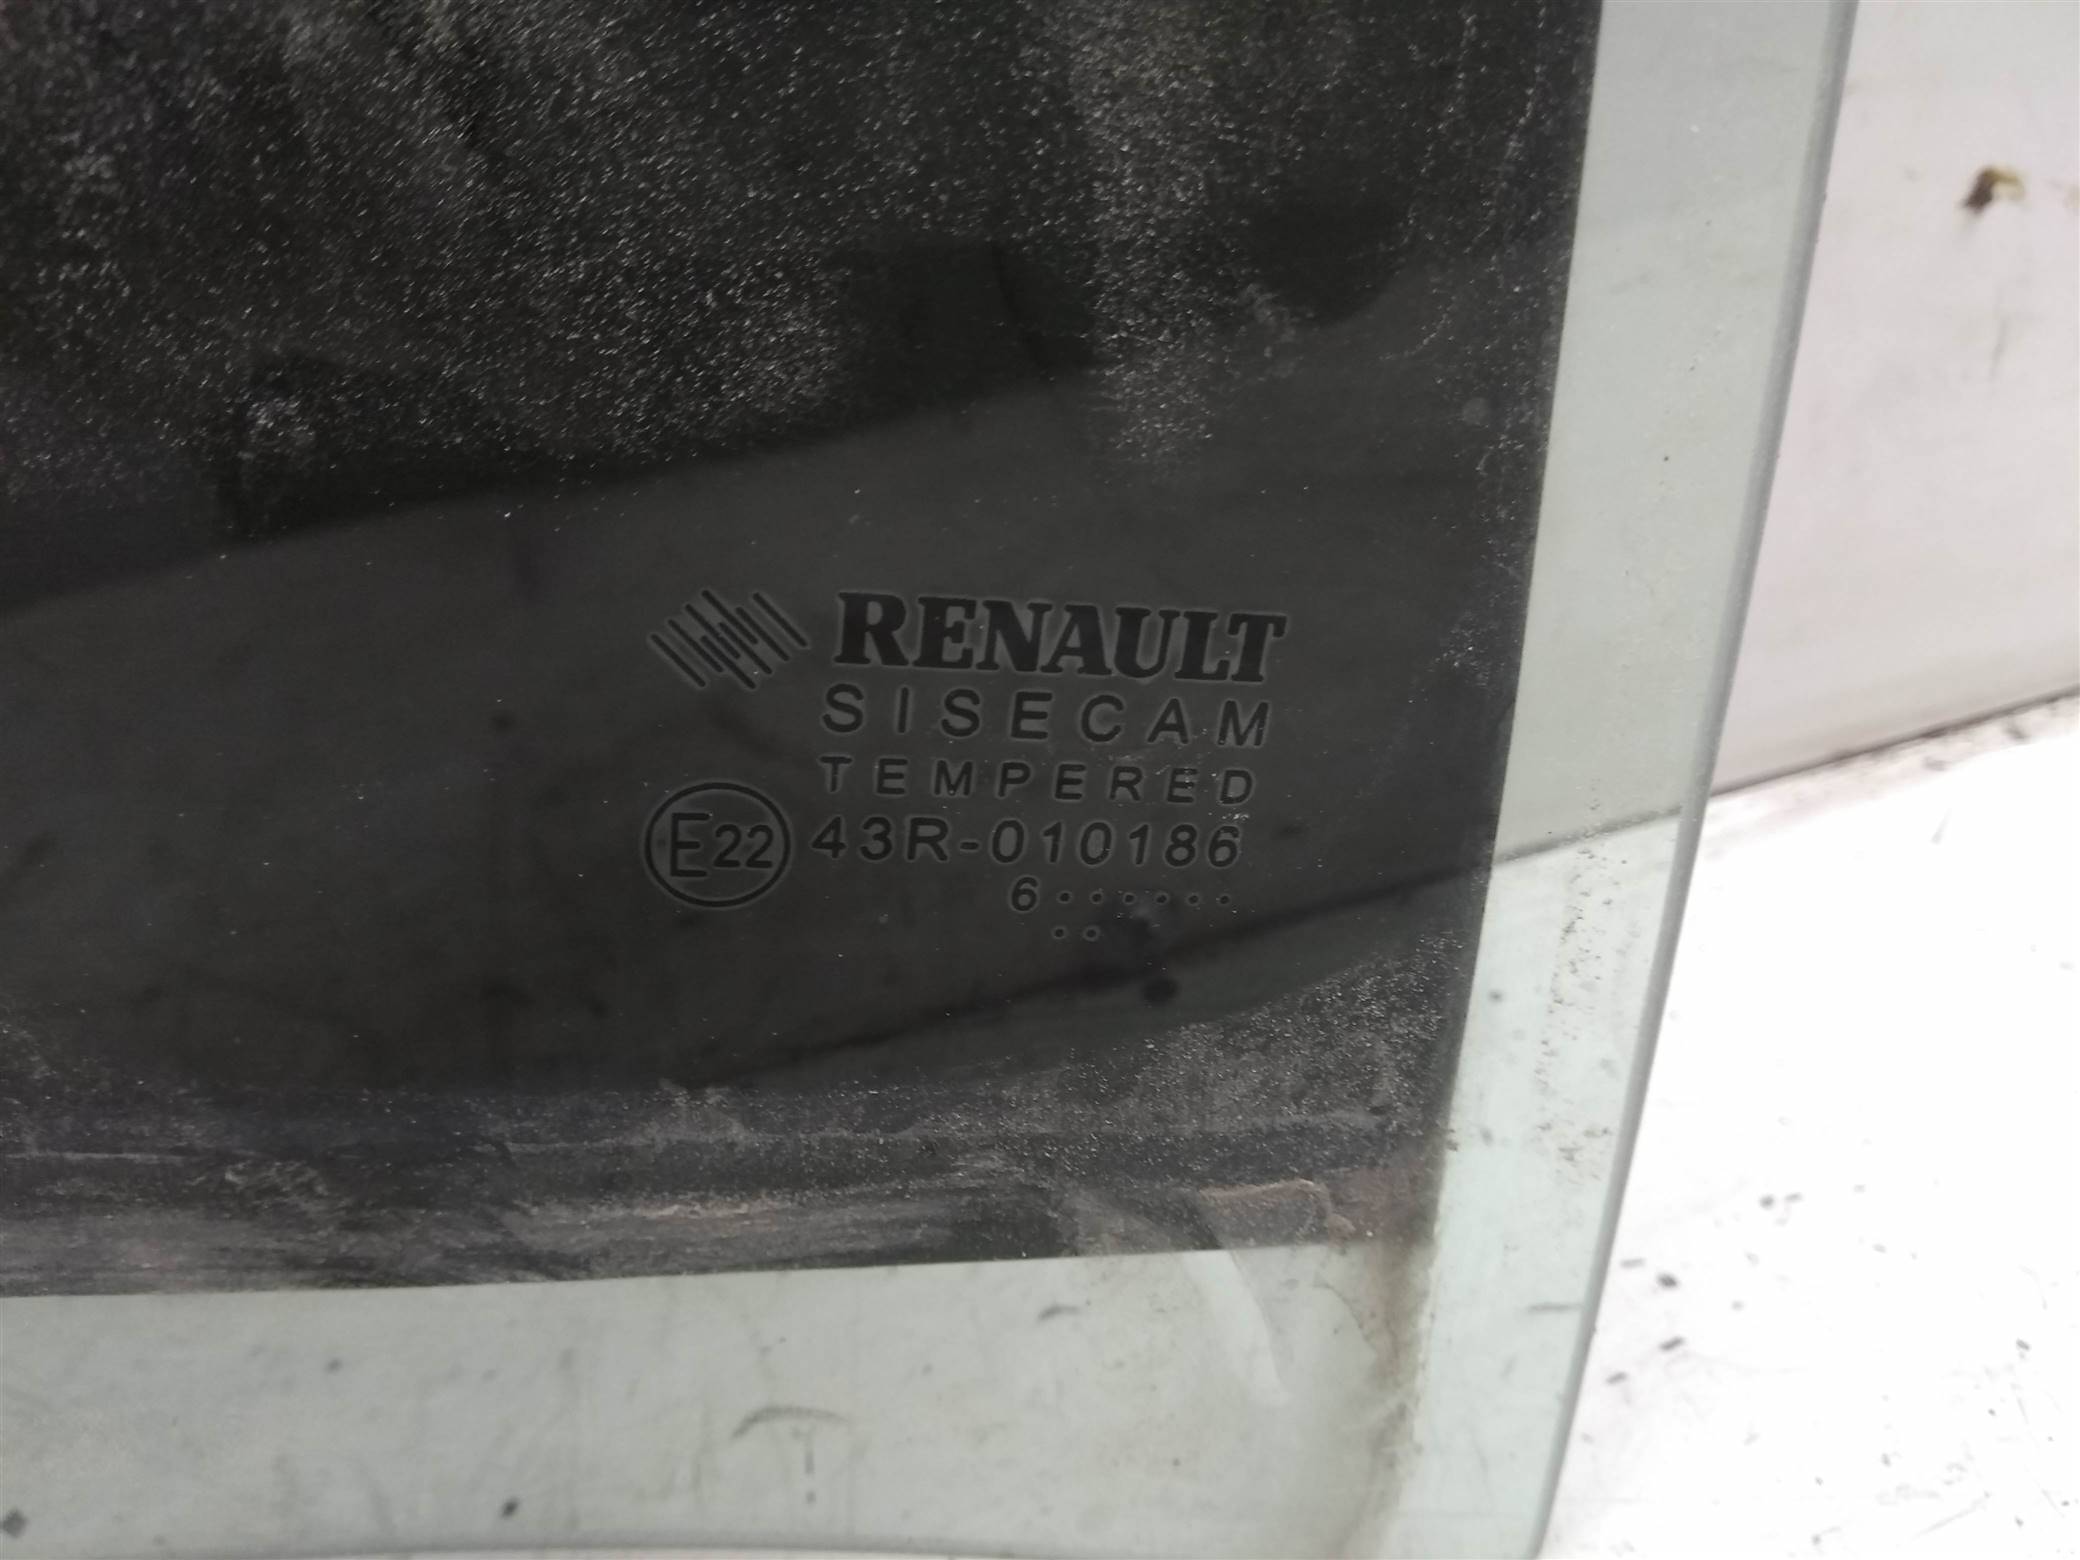 RENAULT
SISECAM
TEMPERED
E22 43R-010186
6 · · · · · ·
· ·